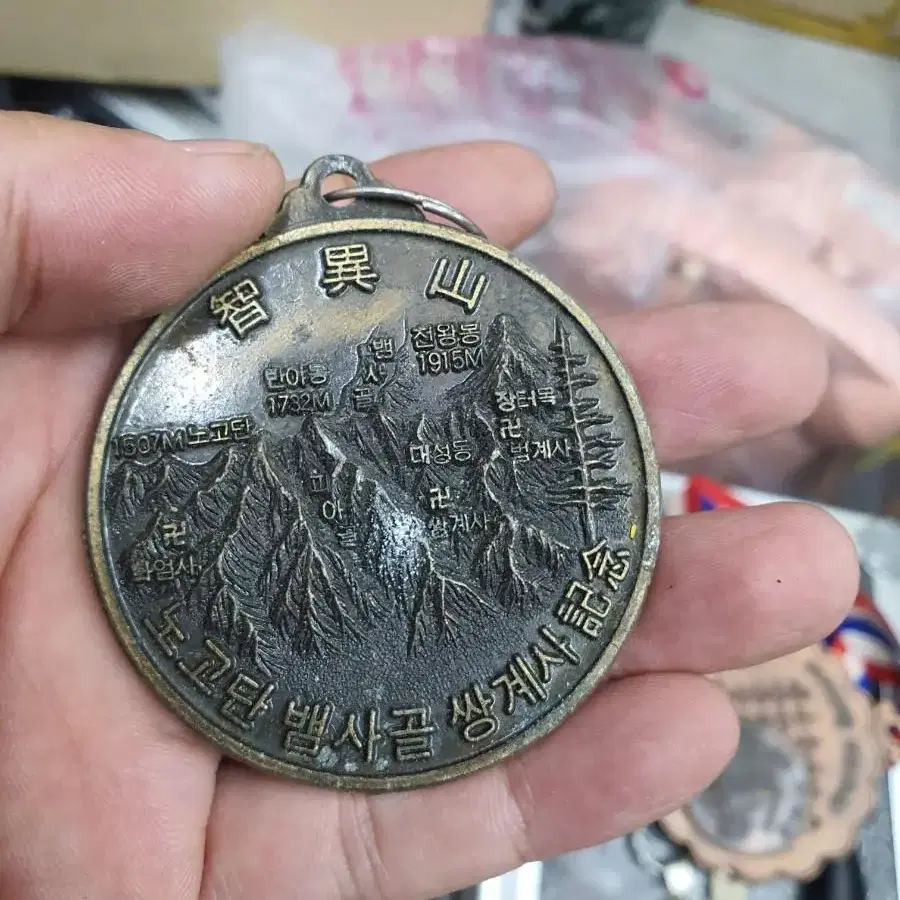 智異山
천왕봉
1915M
뱀사골
반야봉
1732M
1507M 노고단
장터목
卍
대성동
법계사
피아골
卍
쌍계사
卍
화엄사
노고단 뱀사골 쌍계사 記念